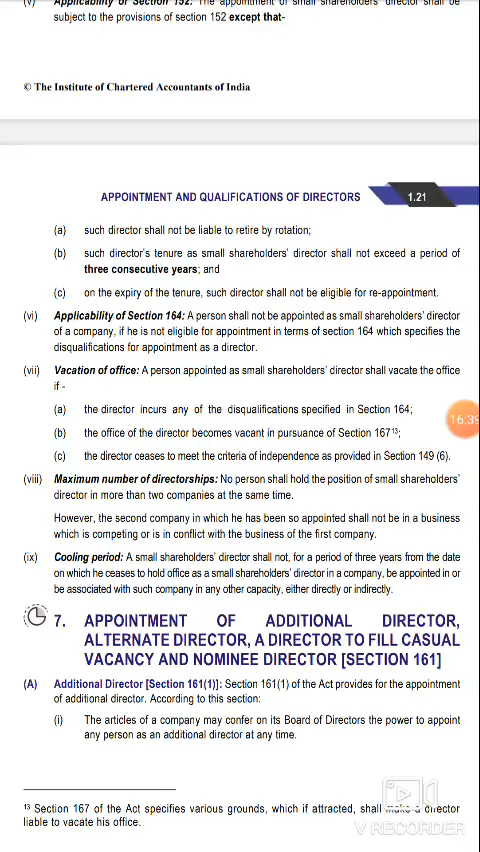 (v) Applicability of Section 152: The appointment of small shareholders' director shall be
subject to the provisions of section 152 except that-
© The Institute of Chartered Accountants of India
APPOINTMENT AND QUALIFICATIONS OF DIRECTORS 1.21
(a) such director shall not be liable to retire by rotation;
(b) such director's tenure as small shareholders' director shall not exceed a period of
three consecutive years; and
(c) on the expiry of the tenure, such director shall not be eligible for re-appointment.
(vi) Applicability of Section 164: A person shall not be appointed as small shareholders' director
of a company, if he is not eligible for appointment in terms of section 164 which specifies the
disqualifications for appointment as a director.
(vii) Vacation of office: A person appointed as small shareholders' director shall vacate the office
if -
(a) the director incurs any of the disqualifications specified in Section 164;
16:39
(b) the office of the director becomes vacant in pursuance of Section 167¹³;
(c) the director ceases to meet the criteria of independence as provided in Section 149 (6).
(viii) Maximum number of directorships: No person shall hold the position of small shareholders'
director in more than two companies at the same time.
However, the second company in which he has been so appointed shall not be in a business
which is competing or is in conflict with the business of the first company.
(ix) Cooling period: A small shareholders' director shall not, for a period of three years from the date
on which he ceases to hold office as a small shareholders' director in a company, be appointed in or
be associated with such company in any other capacity, either directly or indirectly.
7. APPOINTMENT OF ADDITIONAL DIRECTOR,
ALTERNATE DIRECTOR, A DIRECTOR TO FILL CASUAL
VACANCY AND NOMINEE DIRECTOR [SECTION 161]
(A) Additional Director [Section 161(1)]: Section 161(1) of the Act provides for the appointment
of additional director. According to this section:
(i) The articles of a company may confer on its Board of Directors the power to appoint
any person as an additional director at any time.
¹³ Section 167 of the Act specifies various grounds, which if attracted, shall make a director
liable to vacate his office.
V RECORDER